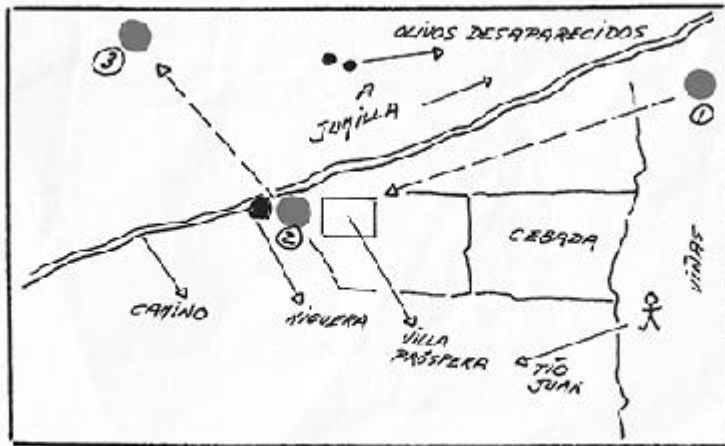 OLIVOS DESAPARECIDOS
3
A
JUMILLA
1
2
CEBADA
VIÑAS
CAMINO
HIGUERA
VILLA
PRÓSPERA
TÍO
JUAN